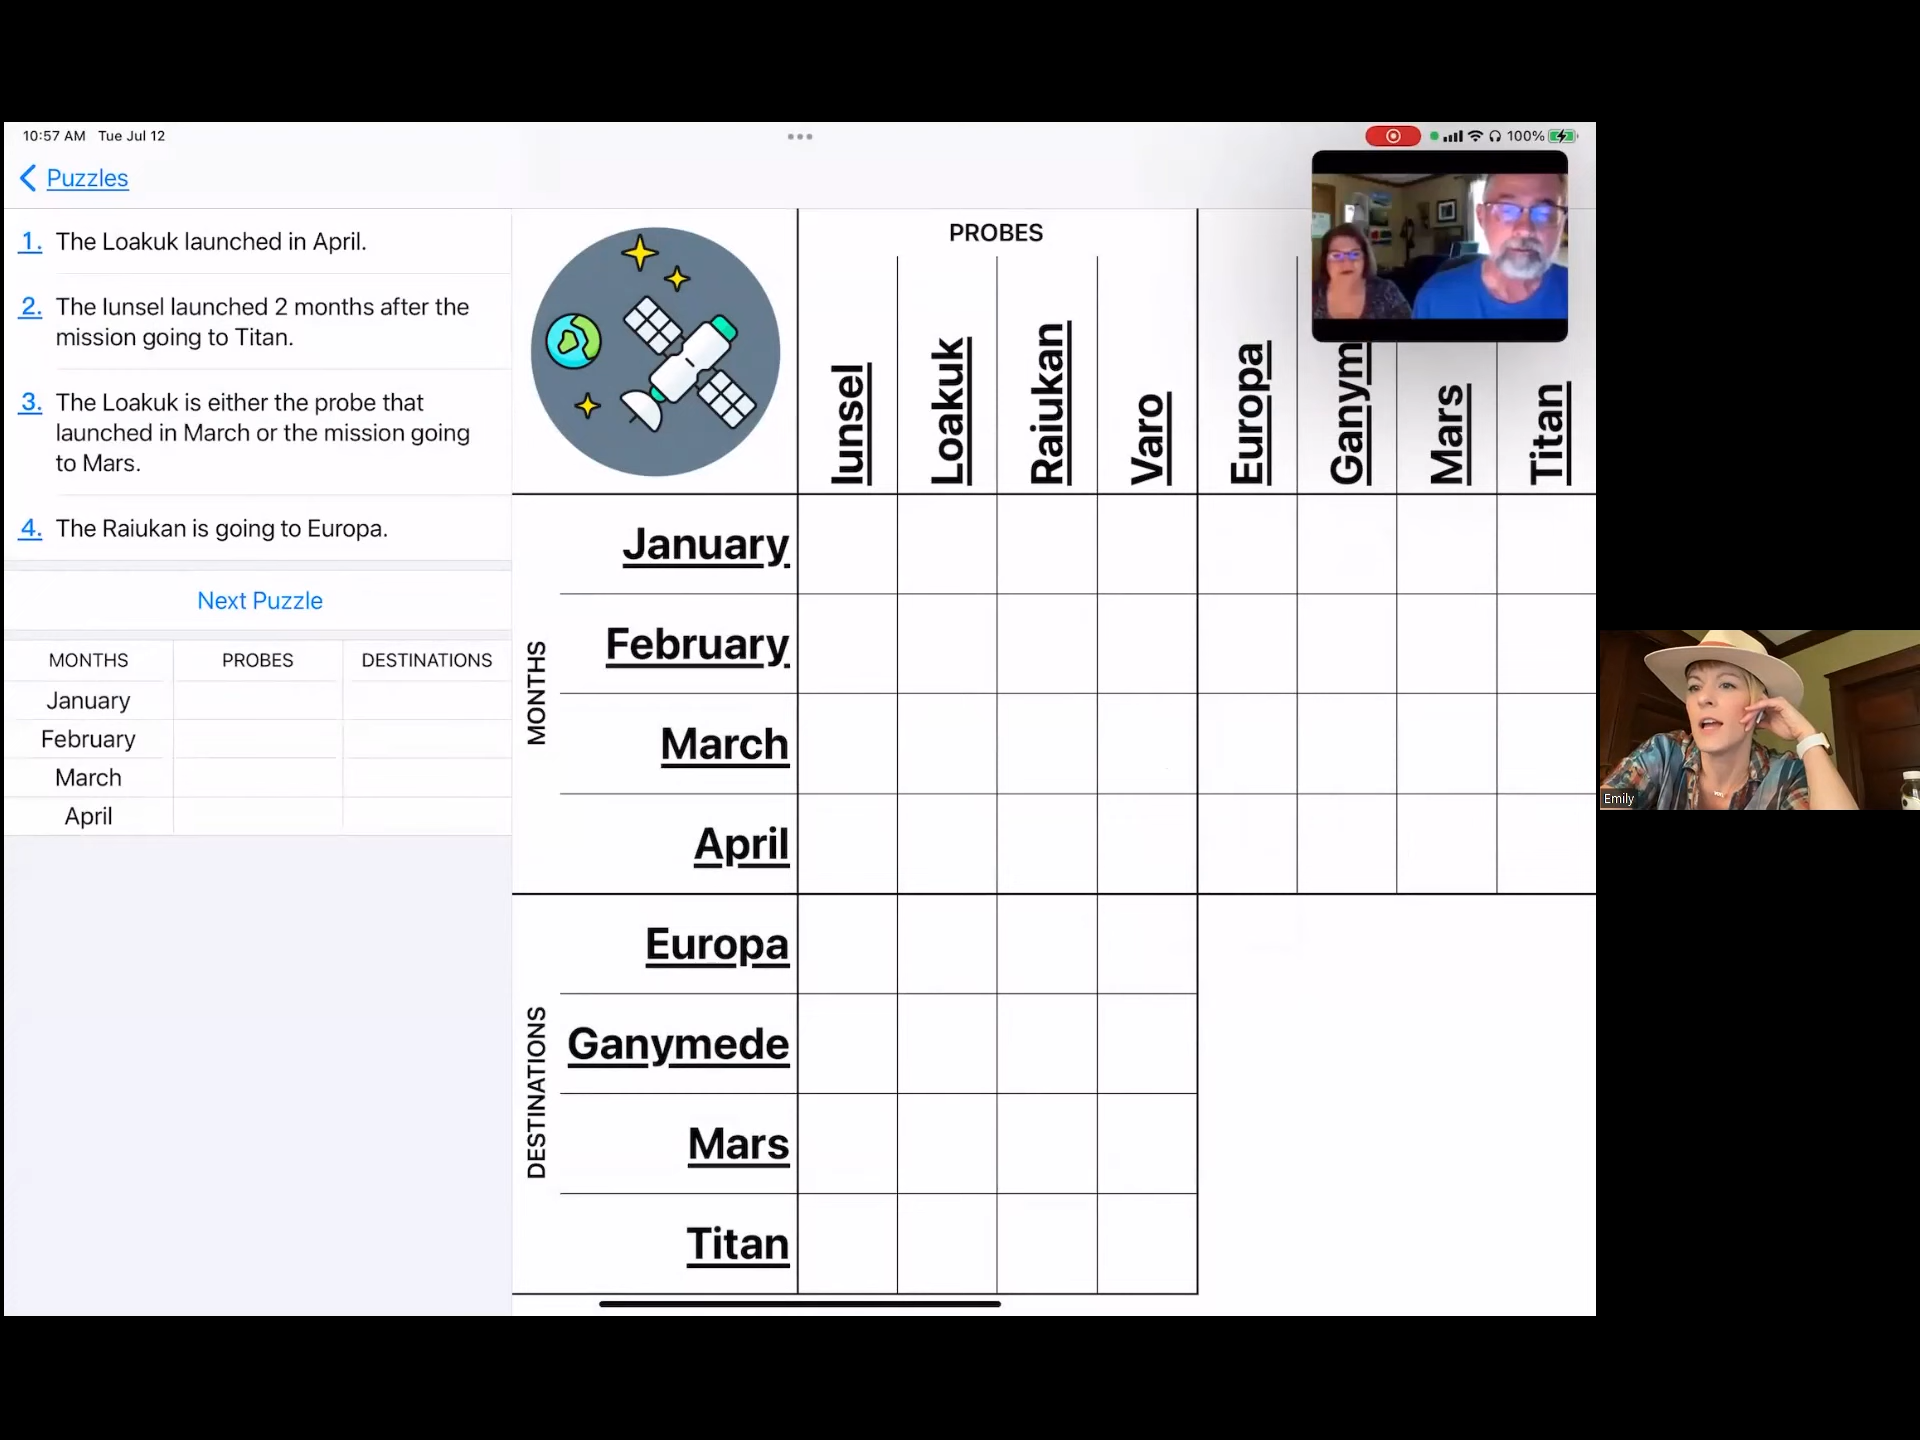 10:57 AM Tue Jul 12
100%
Puzzles
1. The Loakuk launched in April.
2. The Iunsel launched 2 months after the
mission going to Titan.
3. The Loakuk is either the probe that
launched in March or the mission going
to Mars.
4. The Raiukan is going to Europa.
Next Puzzle
MONTHS PROBES DESTINATIONS
January
February
March
April
PROBES
Iunsel
Loakuk
Raiukan
Varo
Europa
Ganym
Mars
Titan
MONTHS
January
February
March
April
DESTINATIONS
Europa
Ganymede
Mars
Titan
Emily